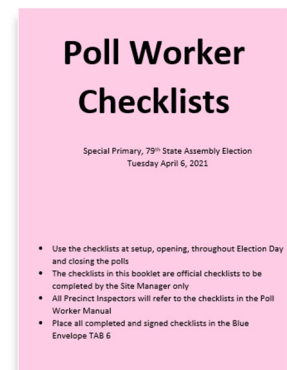 Poll Worker
Checklists
Special Primary, 79th State Assembly Election
Tuesday April 6, 2021
• Use the checklists at setup, opening, throughout Election Day
and closing the polls
• The checklists in this booklet are official checklists to be
completed by the Site Manager only
• All Precinct Inspectors will refer to the checklists in the Poll
Worker Manual
• Place all completed and signed checklists in the Blue
Envelope TAB 6